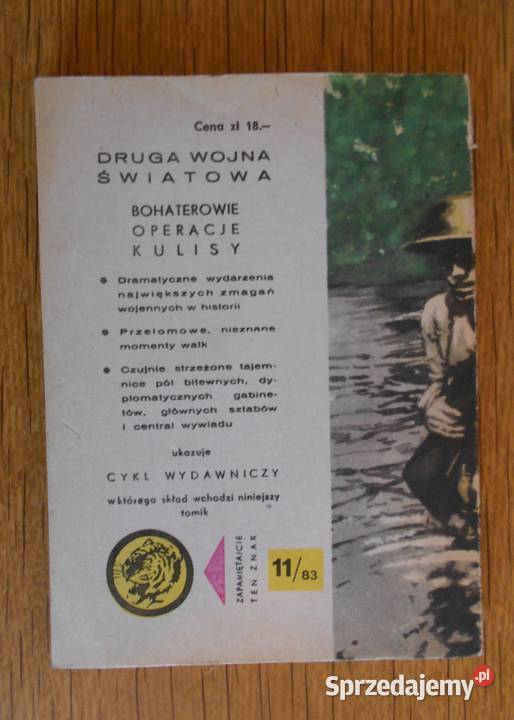 Cena zł 18.–
DRUGA WOJNA
ŚWIATOWA
BOHATEROWIE
OPERACJE
KULISY
● Dramatyczne wydarzenia
największych zmagań
wojennych w historii
● Przełomowe, nieznane
momenty walk
● Czujnie strzeżone tajem-
nice pól bitewnych, dy-
plomatycznych gabine-
tów, głównych sztabów
i central wywiadu
ukazuje
CYKL WYDAWNICZY
w którego skład wchodzi niniejszy
tomik
ZAPAMIĘTAJCIE
TEN ZNAK
11/83
Sprzedajemy.pl